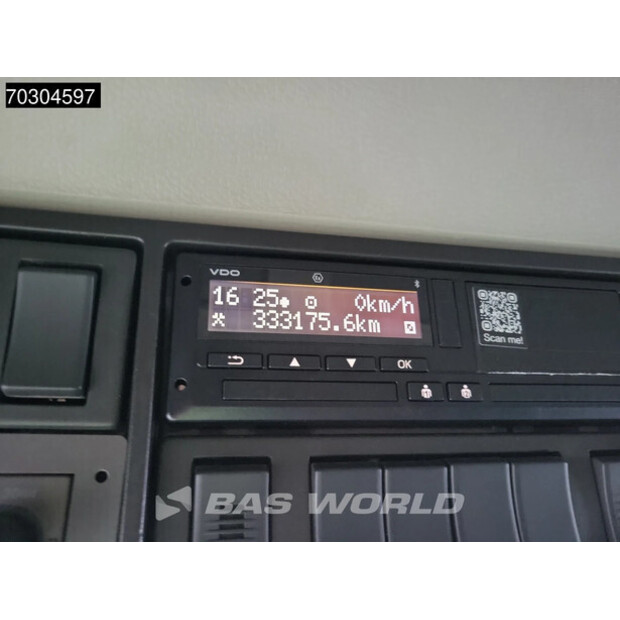 70304597
VDO
16 25 0km/h
333175.6km
OK
Scan me!
BAS WORLD